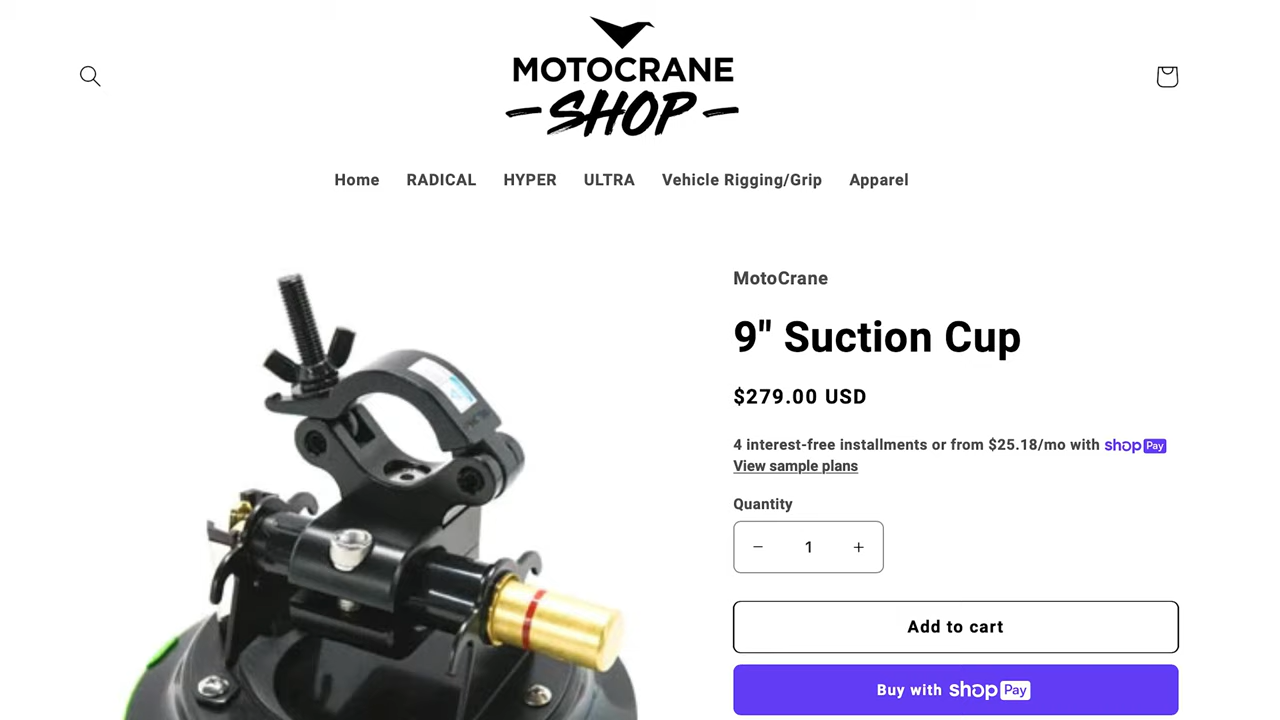 MOTOCRANE
SHOP
Home RADICAL HYPER ULTRA Vehicle Rigging/Grip Apparel
MotoCrane
9" Suction Cup
$279.00 USD
4 interest-free installments or from $25.18/mo with shop Pay
View sample plans
Quantity
− 1 +
Add to cart
Buy with shop Pay